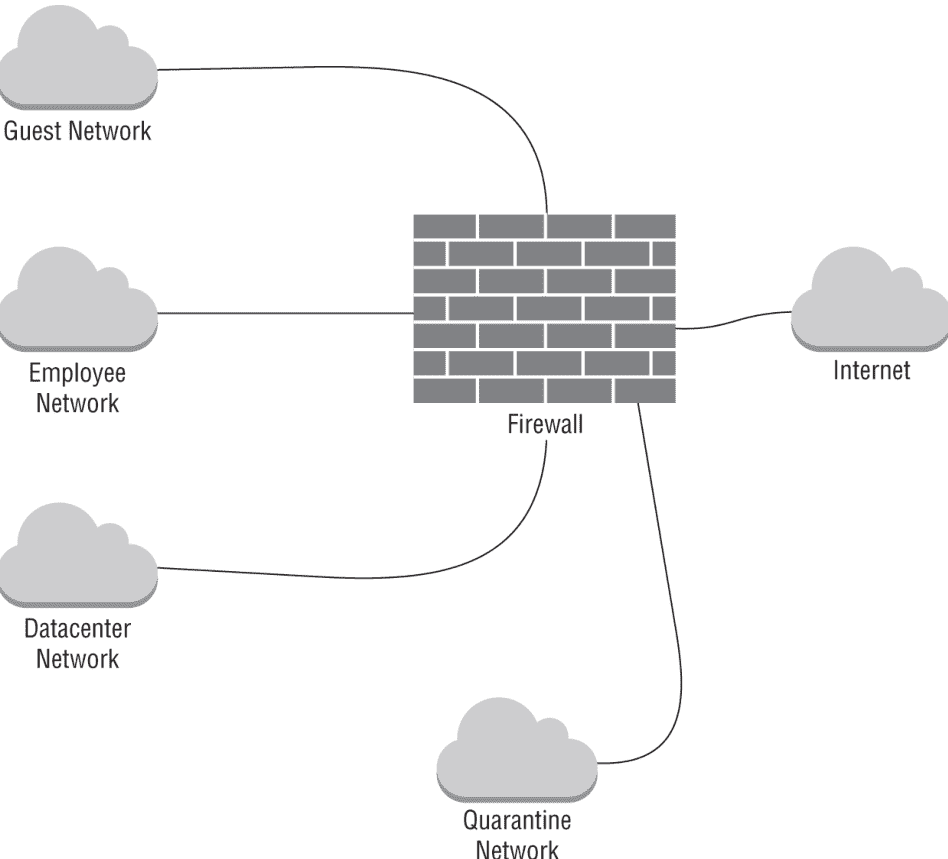 Guest Network
Employee
Network
Internet
Firewall
Datacenter
Network
Quarantine
Network